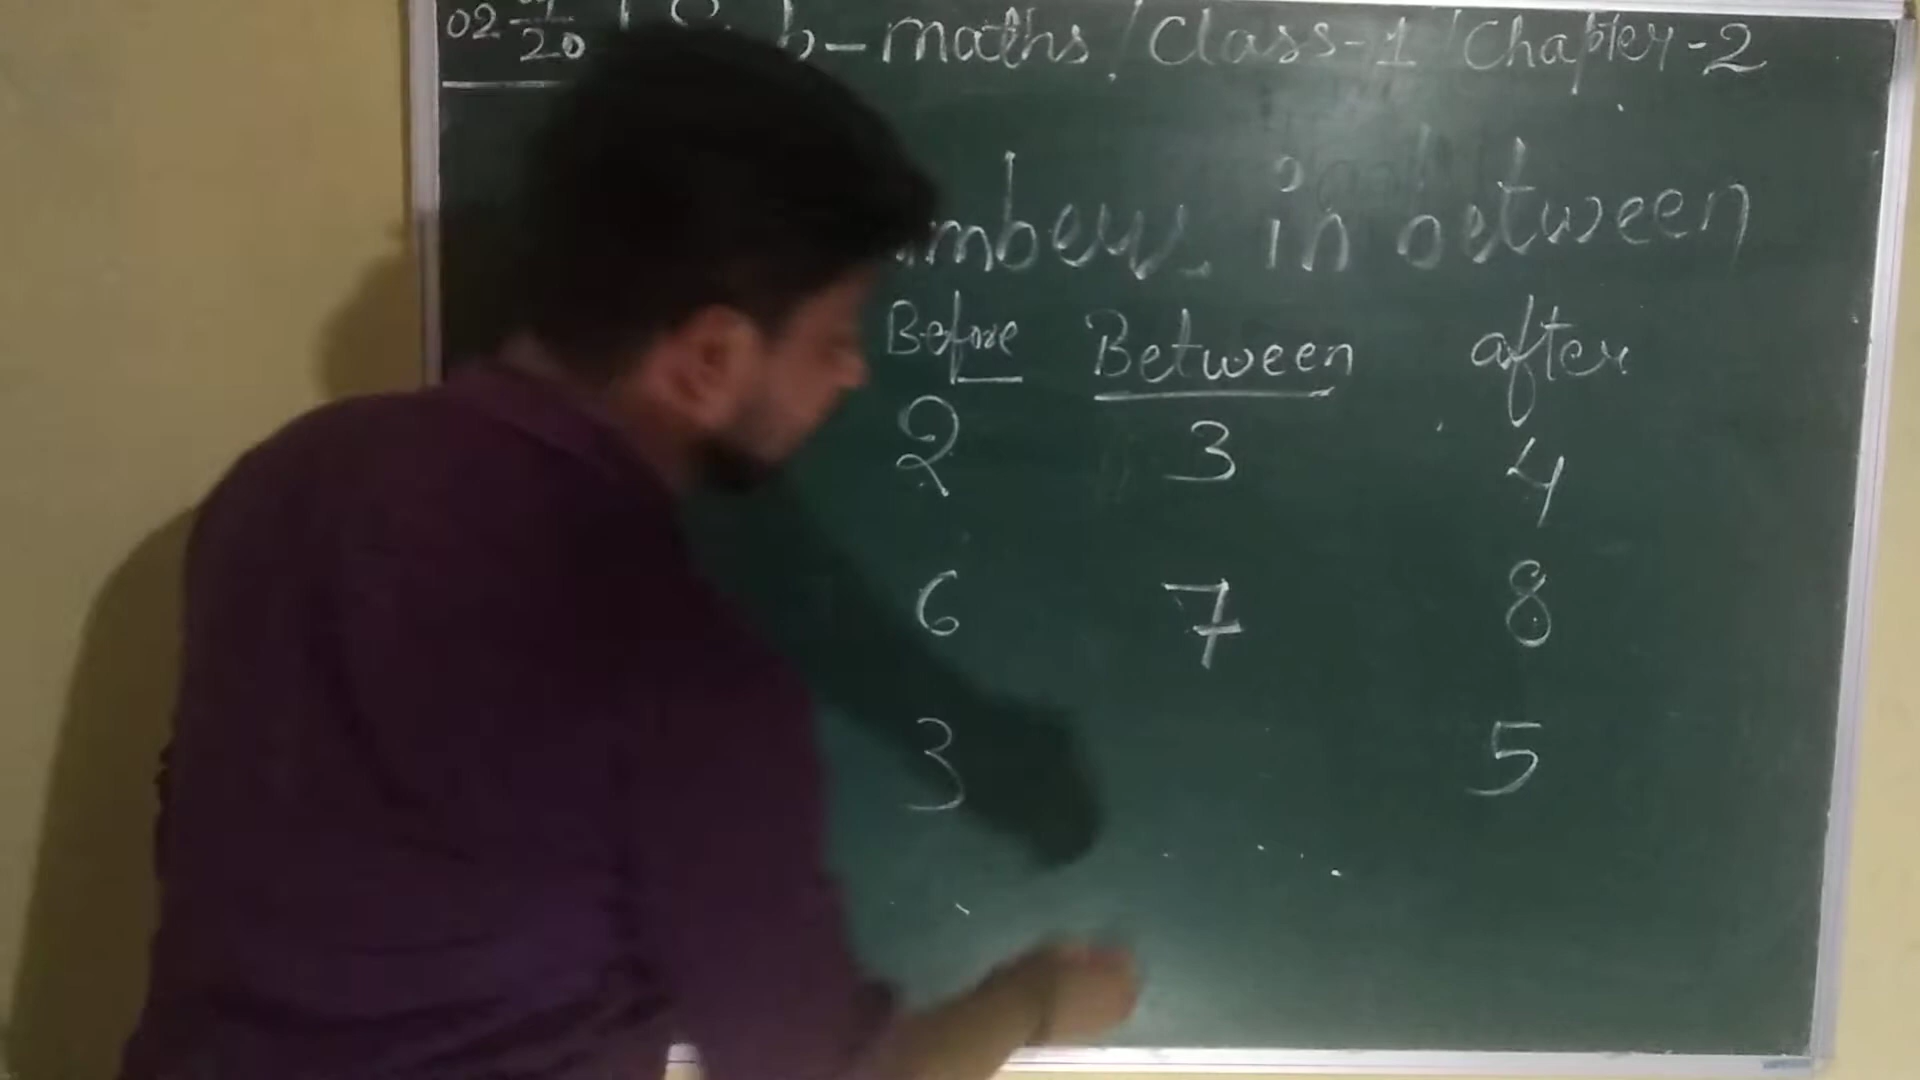 02 20 b-maths / Class-1 / Chapter-2
in between
Before Between after
2 3 4
6 7 8
3 5